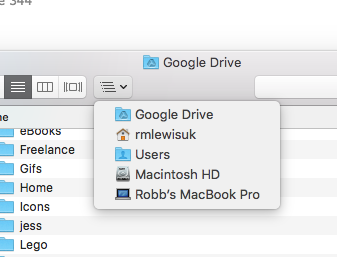 344
Google Drive
Google Drive
rmlewisuk
Users
Macintosh HD
Robb's MacBook Pro
eBooks
Freelance
Gifs
Home
Icons
jess
Lego